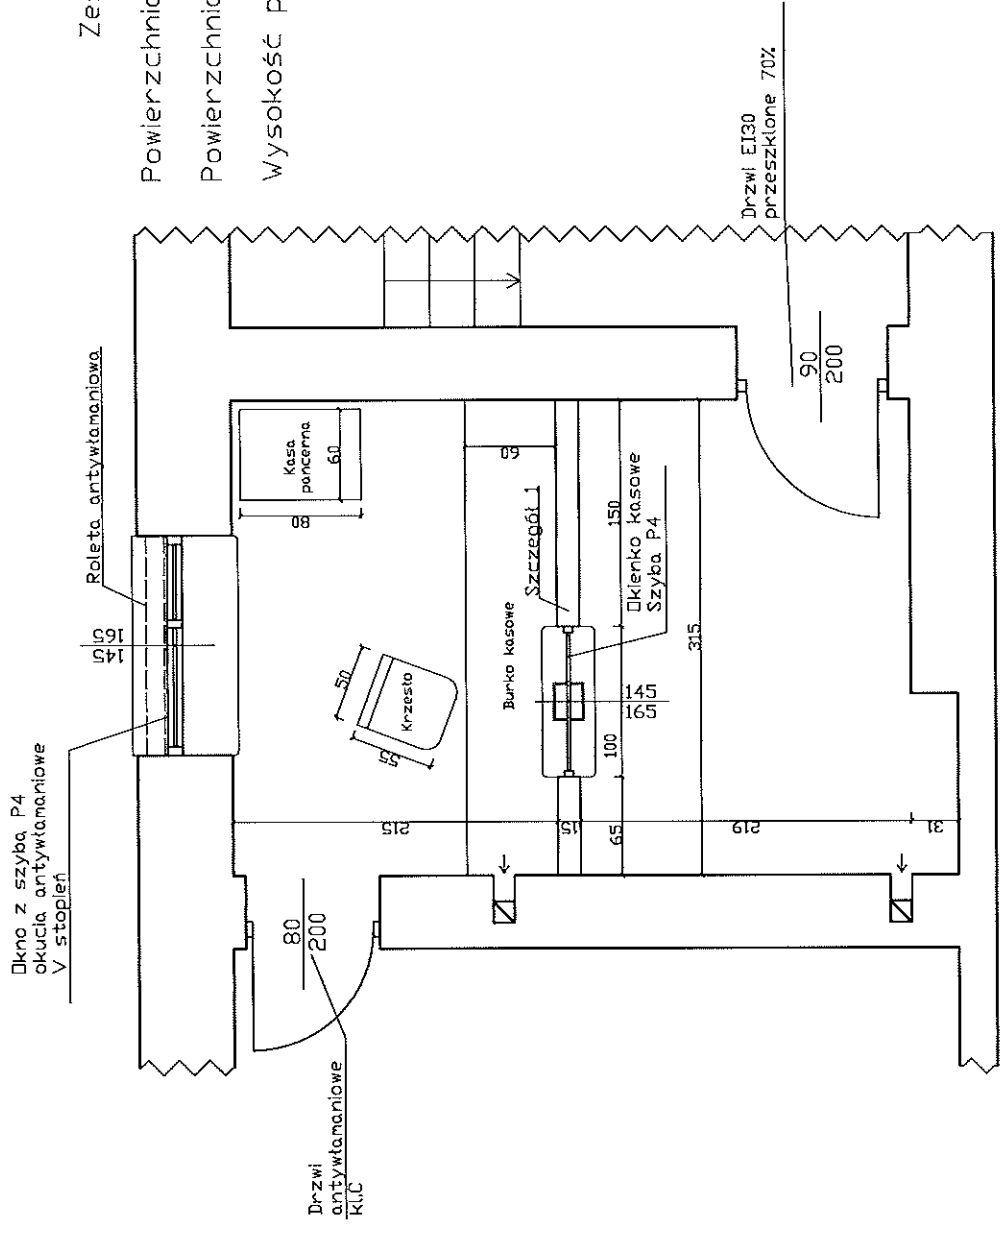 Zes
Powierzchnia
Powierzchnia
Wysokość p
Okno z szybą P4
okucia antywłamaniowe
V stopień
Roleta antywłamaniowa
145
165
Kasa
pancerna
60
80
Krzesło
50
55
Burko kasowe
60
Szczegół 1
Okienko kasowe
Szyba P4
150
100
65
315
145
165
215
15
219
31
80
200
Drzwi
antywłamaniowe
kl.C
90
200
Drzwi EI30
przeszklone 70%